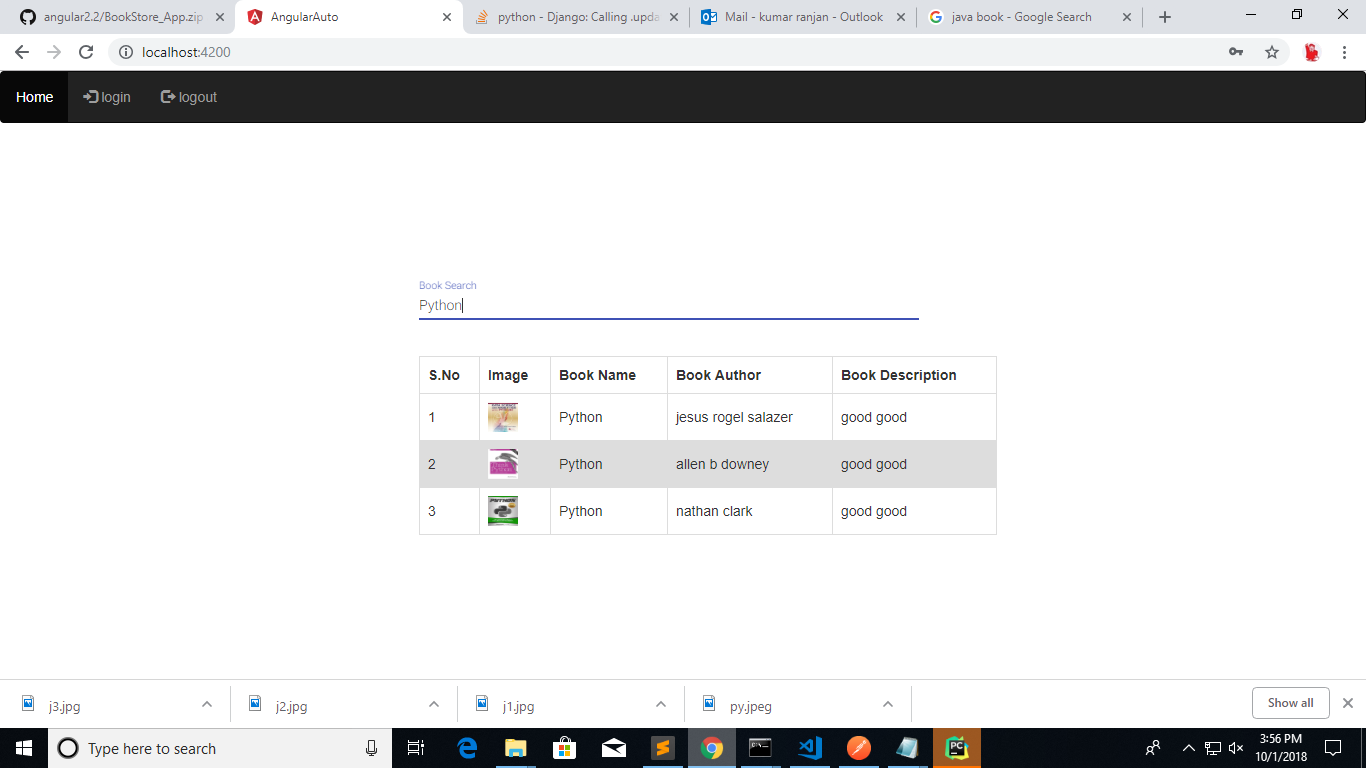 angular2.2/BookStore_App.zip
AngularAuto
python - Django: Calling .upda
Mail - kumar ranjan - Outlook
java book - Google Search
localhost:4200
Home
login
logout
Book Search
Python
S.No Image Book Name Book Author Book Description
1 Python jesus rogel salazer good good
2 Python allen b downey good good
3 PYTHON Python nathan clark good good
j3.jpg
j2.jpg
j1.jpg
py.jpeg
Show all
Type here to search
PC
3:56 PM
10/1/2018